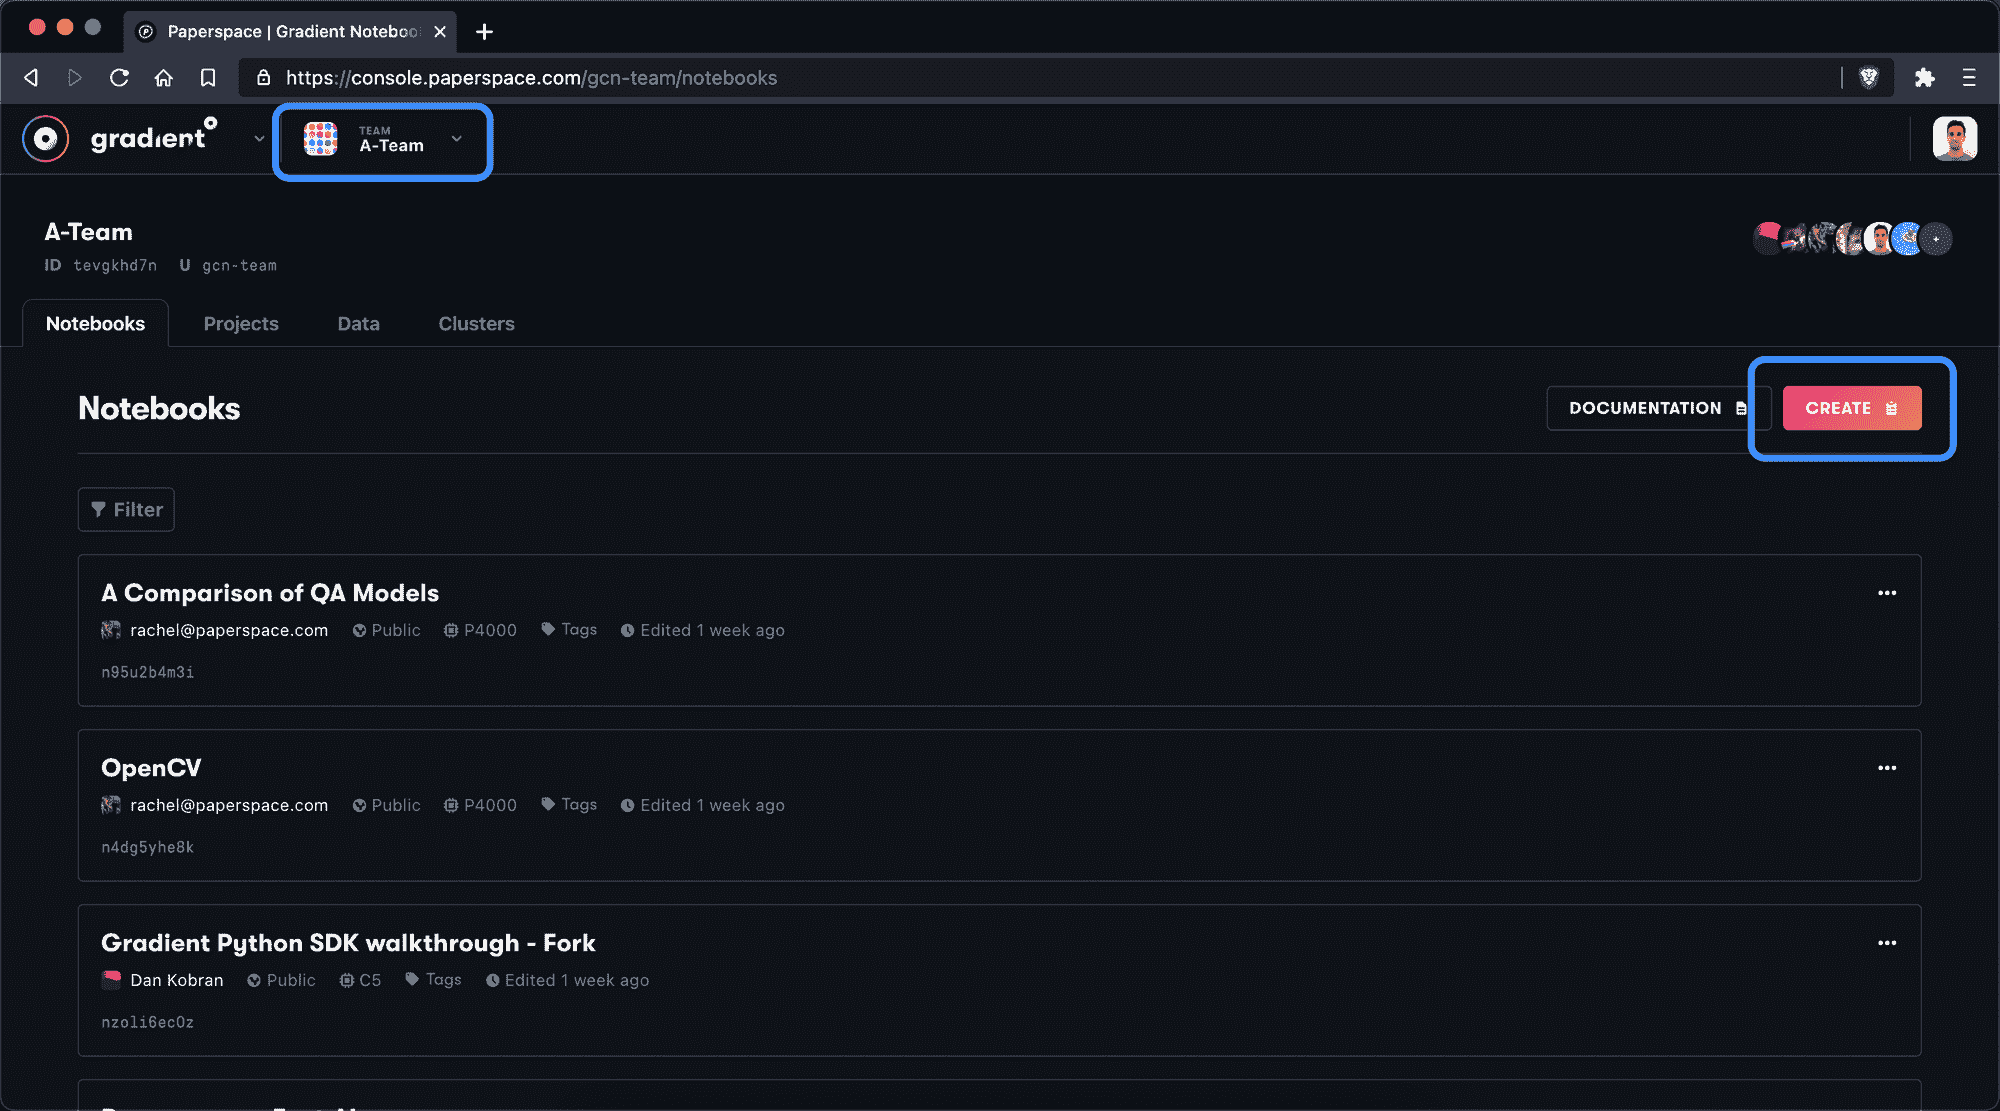 Paperspace | Gradient Noteboo
https://console.paperspace.com/gcn-team/notebooks
gradient
TEAM
A-Team
A-Team
ID tevgkhd7n U gcn-team
Notebooks Projects Data Clusters
Notebooks
DOCUMENTATION CREATE
Filter
A Comparison of QA Models
rachel@paperspace.com Public P4000 Tags Edited 1 week ago
n95u2b4m3i
OpenCV
rachel@paperspace.com Public P4000 Tags Edited 1 week ago
n4dg5yhe8k
Gradient Python SDK walkthrough - Fork
Dan Kobran Public C5 Tags Edited 1 week ago
nzoli6ec0z